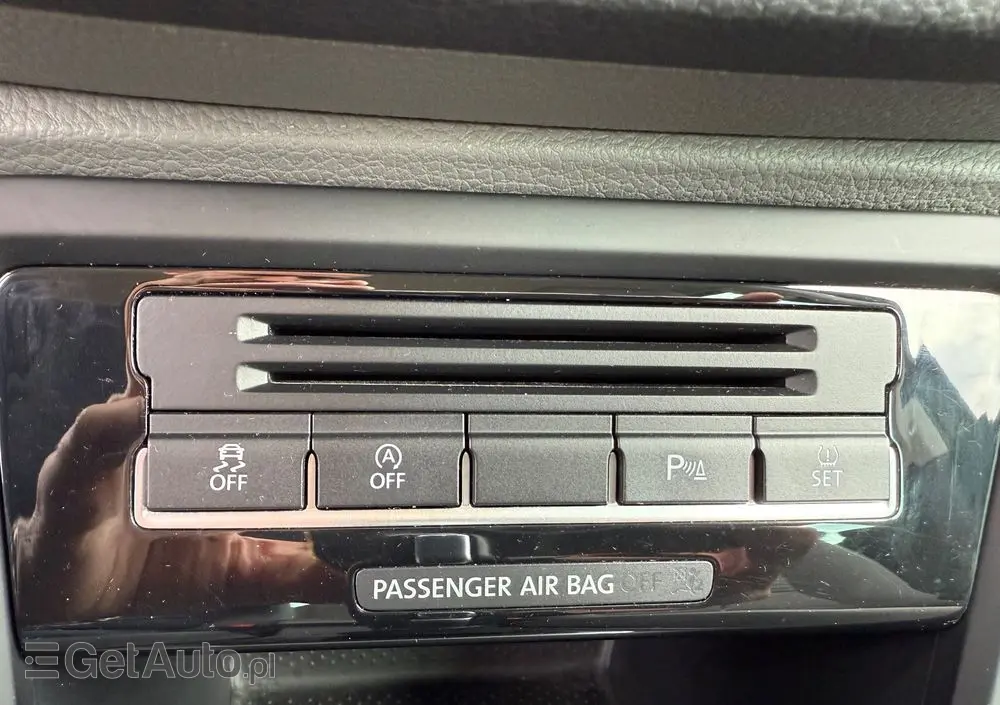 OFF
A
OFF
P
SET
PASSENGER AIR BAG OFF
GetAuto.pl